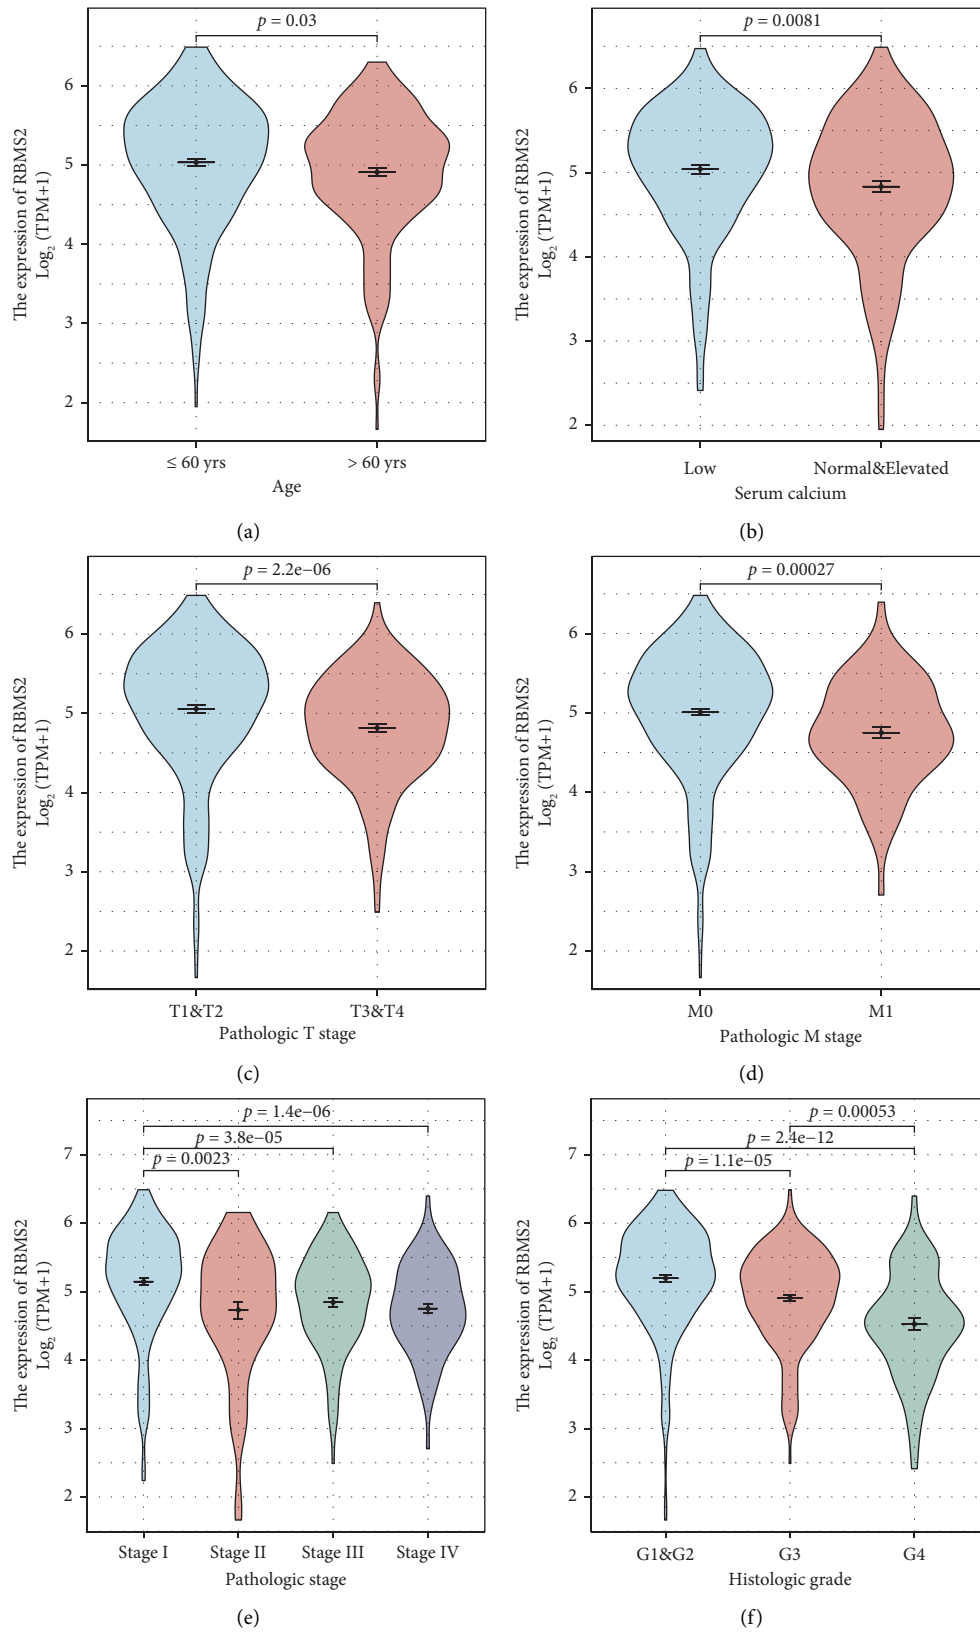 p = 0.03
The expression of RBMS2
Log2 (TPM+1)
6
5
4
3
2
≤ 60 yrs > 60 yrs
Age
(a)
p = 0.0081
The expression of RBMS2
Log2 (TPM+1)
6
5
4
3
2
Low Normal&Elevated
Serum calcium
(b)
p = 2.2e−06
The expression of RBMS2
Log2 (TPM+1)
6
5
4
3
2
T1&T2 T3&T4
Pathologic T stage
(c)
p = 0.00027
The expression of RBMS2
Log2 (TPM+1)
6
5
4
3
2
M0 M1
Pathologic M stage
(d)
p = 1.4e−06
p = 3.8e−05
p = 0.0023
The expression of RBMS2
Log2 (TPM+1)
7
6
5
4
3
2
Stage I Stage II Stage III Stage IV
Pathologic stage
(e)
p = 0.00053
p = 2.4e−12
p = 1.1e−05
The expression of RBMS2
Log2 (TPM+1)
7
6
5
4
3
2
G1&G2 G3 G4
Histologic grade
(f)